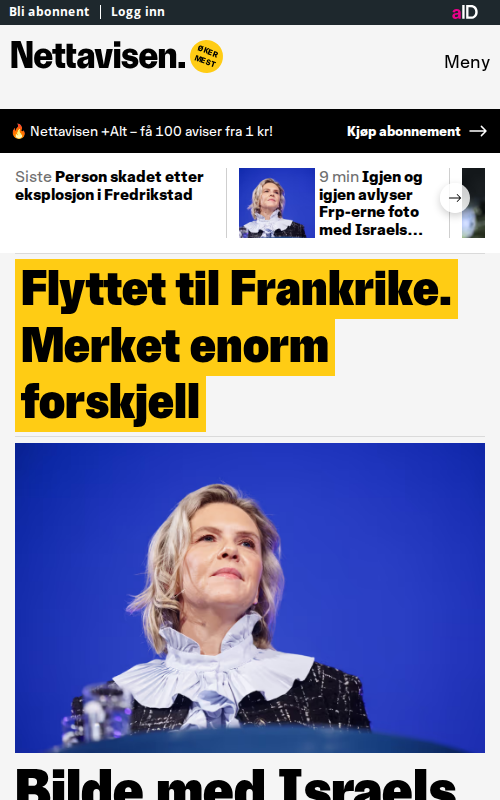 Bli abonnent | Logg inn
aID
Nettavisen.
ØKER
MEST
Meny
🔥 Nettavisen +Alt – få 100 aviser fra 1 kr!
Kjøp abonnement
Siste Person skadet etter
eksplosjon i Fredrikstad
9 min Igjen og
igjen avlyser
Frp-erne foto
med Israels...
Flyttet til Frankrike.
Merket enorm
forskjell
Bilde med Israels